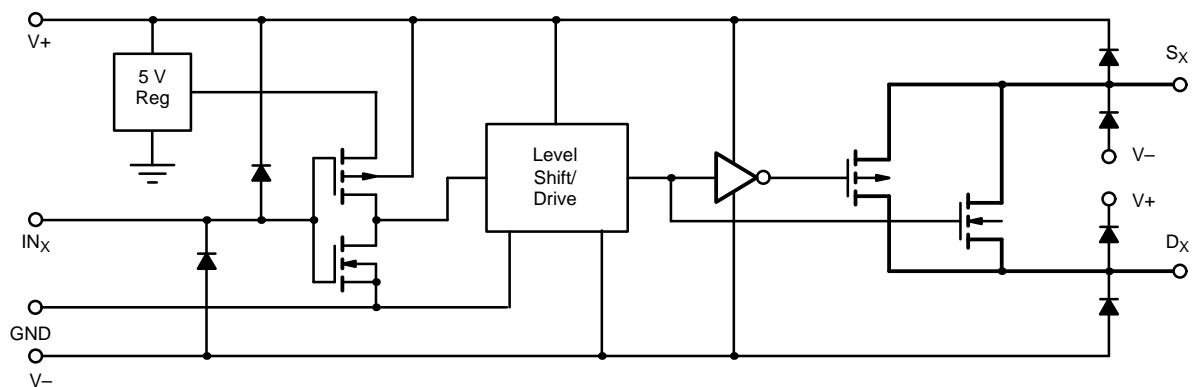 V+
5 V
Reg
S_X
Level
Shift/
Drive
V–
V+
IN_X
D_X
GND
V–